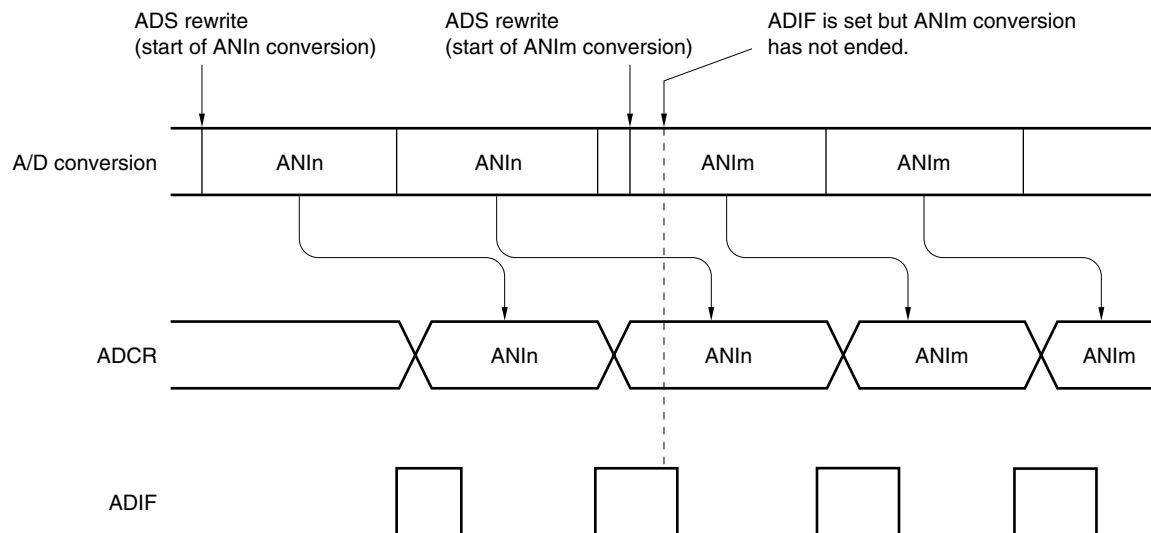 ADS rewrite
(start of ANIn conversion)
ADS rewrite
(start of ANIm conversion)
ADIF is set but ANIm conversion
has not ended.
A/D conversion
ANIn
ANIn
ANIm
ANIm
ADCR
ANIn
ANIn
ANIm
ANIm
ADIF